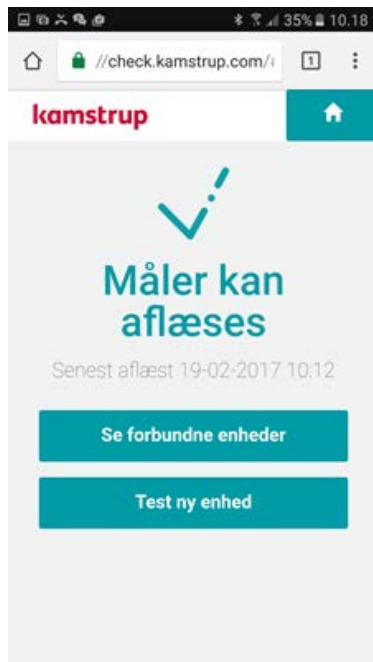 35% 10.18
//check.kamstrup.com/
1
kamstrup
Måler kan
aflæses
Senest aflæst 19-02-2017 10:12
Se forbundne enheder
Test ny enhed